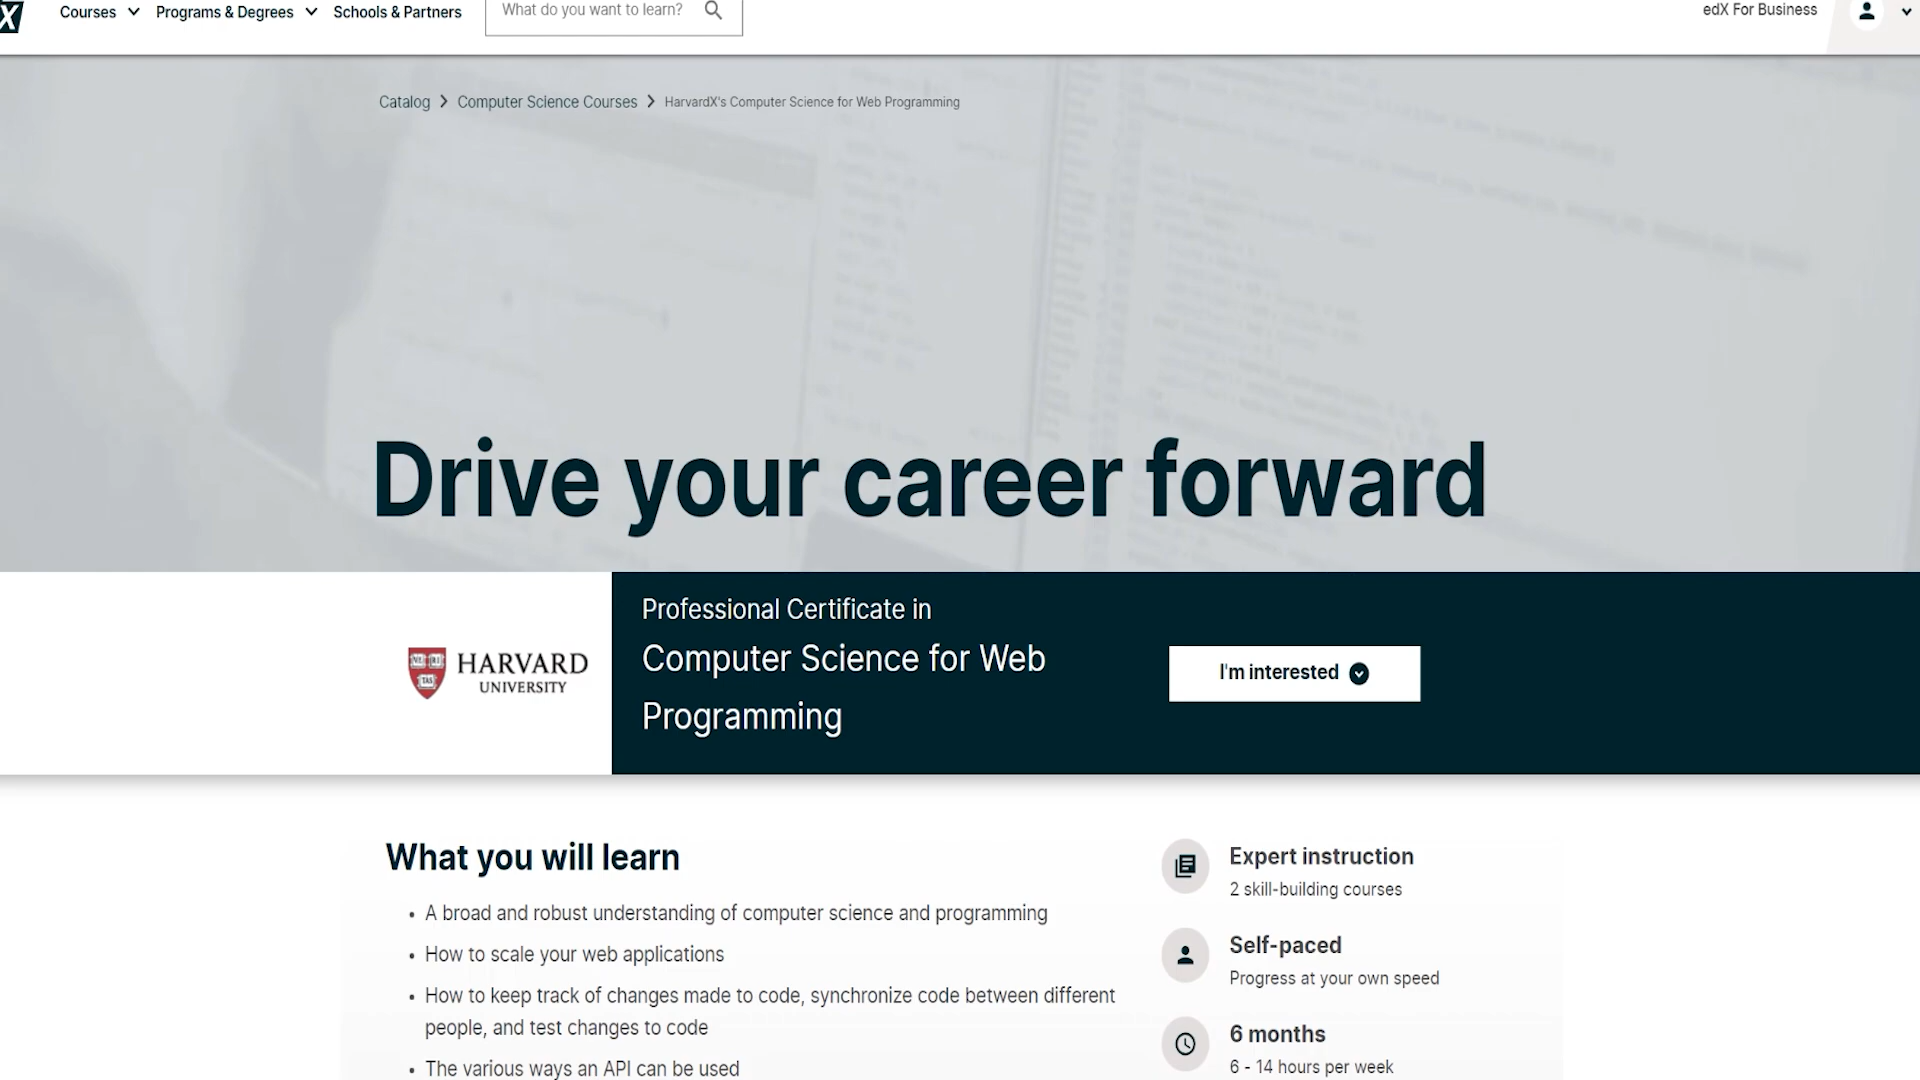 X
Courses
Programs & Degrees
Schools & Partners
What do you want to learn?
edX For Business
Catalog > Computer Science Courses > HarvardX's Computer Science for Web Programming
Drive your career forward
HARVARD
UNIVERSITY
Professional Certificate in
Computer Science for Web
Programming
I'm interested
What you will learn
• A broad and robust understanding of computer science and programming
• How to scale your web applications
• How to keep track of changes made to code, synchronize code between different
people, and test changes to code
• The various ways an API can be used
Expert instruction
2 skill-building courses
Self-paced
Progress at your own speed
6 months
6 - 14 hours per week